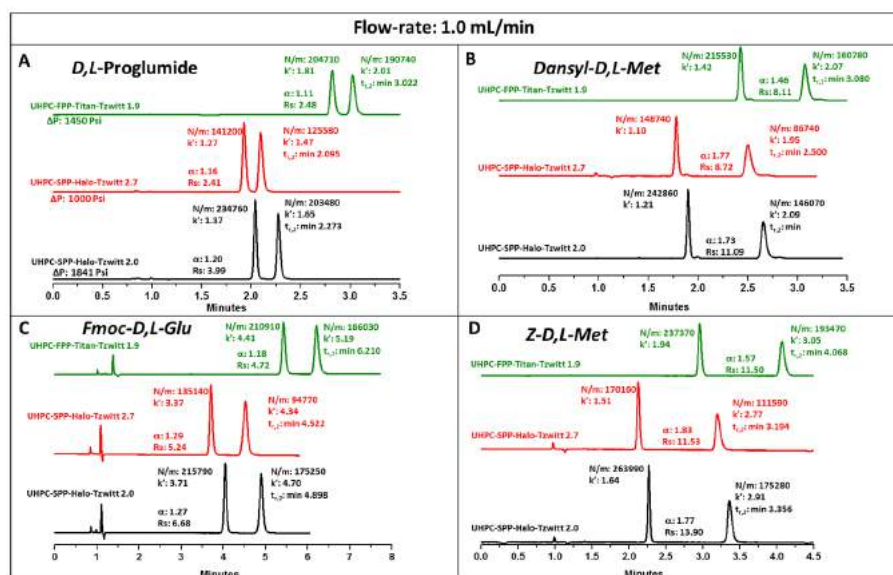 Flow-rate: 1.0 mL/min
A
D,L-Proglumide
N/m: 204710
k': 1.81
N/m: 190740
k': 2.01
tr,2: min 3.022
α: 1.11
Rs: 2.48
UHPC-FPP-Titan-Tzwitt 1.9
ΔP: 1450 Psi
N/m: 141200
k': 1.27
N/m: 125580
k': 1.47
tr,2: min 2.095
α: 1.16
Rs: 2.41
UHPC-SPP-Halo-Tzwitt 2.7
ΔP: 1000 Psi
N/m: 234760
k': 1.37
N/m: 203480
k': 1.65
tr,2: min 2.273
α: 1.20
Rs: 3.99
UHPC-SPP-Halo-Tzwitt 2.0
ΔP: 1841 Psi
0.0 0.5 1.0 1.5 2.0 2.5 3.0 3.5
Minutes
B
Dansyl-D,L-Met
N/m: 215530
k': 1.42
N/m: 160780
k': 2.07
tr,2: min 3.080
α: 1.46
Rs: 8.11
UHPC-FPP-Titan-Tzwitt 1.9
N/m: 148740
k': 1.10
N/m: 86740
k': 1.95
tr,2: min 2.500
α: 1.77
Rs: 8.72
UHPC-SPP-Halo-Tzwitt 2.7
N/m: 242860
k': 1.21
N/m: 146070
k': 2.09
tr,2: min
α: 1.73
Rs: 11.09
UHPC-SPP-Halo-Tzwitt 2.0
0.0 0.5 1.0 1.5 2.0 2.5 3.0 3.5
Minutes
C
Fmoc-D,L-Glu
N/m: 210910
k': 4.41
N/m: 186030
k': 5.19
tr,2: min 6.210
α: 1.18
Rs: 4.72
UHPC-FPP-Titan-Tzwitt 1.9
N/m: 135140
k': 3.37
N/m: 94770
k': 4.34
tr,2: min 4.522
α: 1.29
Rs: 5.24
UHPC-SPP-Halo-Tzwitt 2.7
N/m: 215790
k': 3.71
N/m: 175250
k': 4.70
tr,2: min 4.898
α: 1.27
Rs: 6.68
UHPC-SPP-Halo-Tzwitt 2.0
0 1 2 3 4 5 6 7 8
Minutes
D
Z-D,L-Met
N/m: 237370
k': 1.94
N/m: 193470
k': 3.05
tr,2: min 4.068
α: 1.57
Rs: 11.50
UHPC-FPP-Titan-Tzwitt 1.9
N/m: 170160
k': 1.51
N/m: 111590
k': 2.77
tr,2: min 3.194
α: 1.83
Rs: 11.53
UHPC-SPP-Halo-Tzwitt 2.7
N/m: 263990
k': 1.64
N/m: 175280
k': 2.91
tr,2: min 3.356
α: 1.77
Rs: 13.90
UHPC-SPP-Halo-Tzwitt 2.0
0.0 0.5 1.0 1.5 2.0 2.5 3.0 3.5 4.0 4.5
Minutes